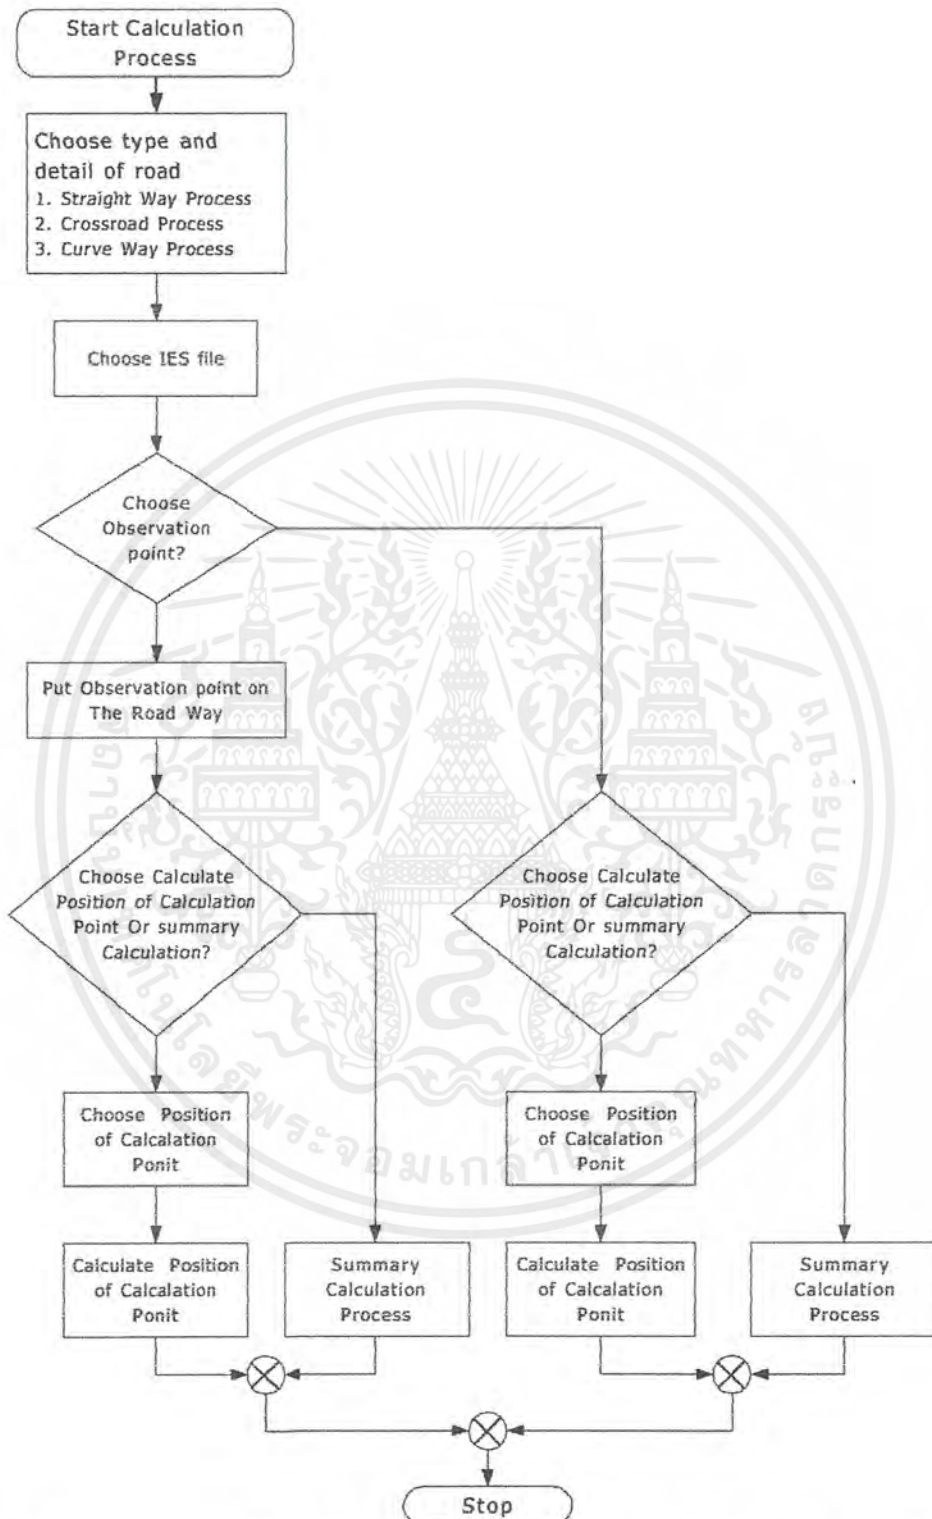 Start Calculation
Process
Choose type and
detail of road
1. Straight Way Process
2. Crossroad Process
3. Curve Way Process
Choose IES file
Choose
Observation
point?
Put Observation point on
The Road Way
Choose Calculate
Position of Calculation
Point Or summary
Calculation?
Choose Calculate
Position of Calculation
Point Or summary
Calculation?
Choose Position
of Calcalation
Ponit
Choose Position
of Calcalation
Ponit
Calculate Position
of Calcalation
Ponit
Summary
Calculation
Process
Calculate Position
of Calcalation
Ponit
Summary
Calculation
Process
Stop